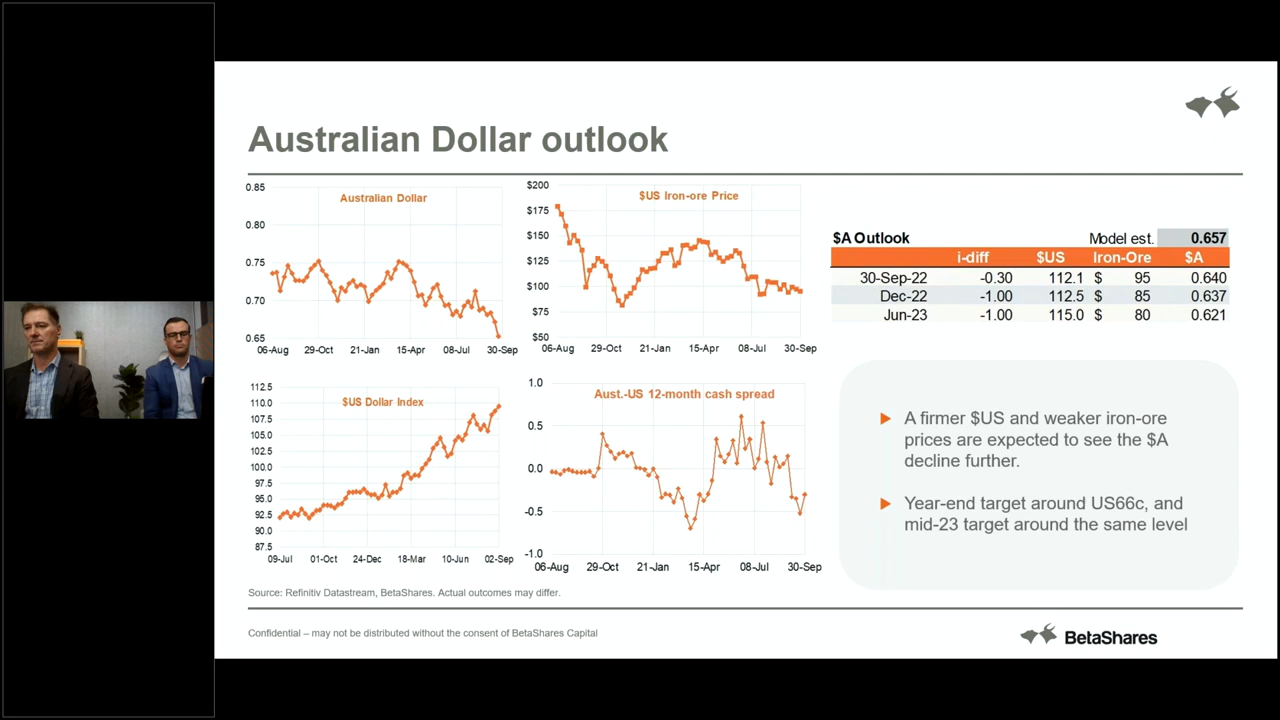 Australian Dollar outlook
Australian Dollar
0.85
0.80
0.75
0.70
0.65
06-Aug 29-Oct 21-Jan 15-Apr 08-Jul 30-Sep
$US Iron-ore Price
$200
$175
$150
$125
$100
$75
$50
06-Aug 29-Oct 21-Jan 15-Apr 08-Jul 30-Sep
$US Dollar Index
112.5
110.0
107.5
105.0
102.5
100.0
97.5
95.0
92.5
90.0
87.5
09-Jul 01-Oct 24-Dec 18-Mar 10-Jun 02-Sep
Aust.-US 12-month cash spread
1.0
0.5
0.0
-0.5
-1.0
06-Aug 29-Oct 21-Jan 15-Apr 08-Jul 30-Sep
$A Outlook Model est. 0.657
i-diff $US Iron-Ore $A
30-Sep-22 -0.30 112.1 $ 95 0.640
Dec-22 -1.00 112.5 $ 85 0.637
Jun-23 -1.00 115.0 $ 80 0.621
A firmer $US and weaker iron-ore
prices are expected to see the $A
decline further.
Year-end target around US66c, and
mid-23 target around the same level
Source: Refinitiv Datastream, BetaShares. Actual outcomes may differ.
Confidential – may not be distributed without the consent of BetaShares Capital
BetaShares